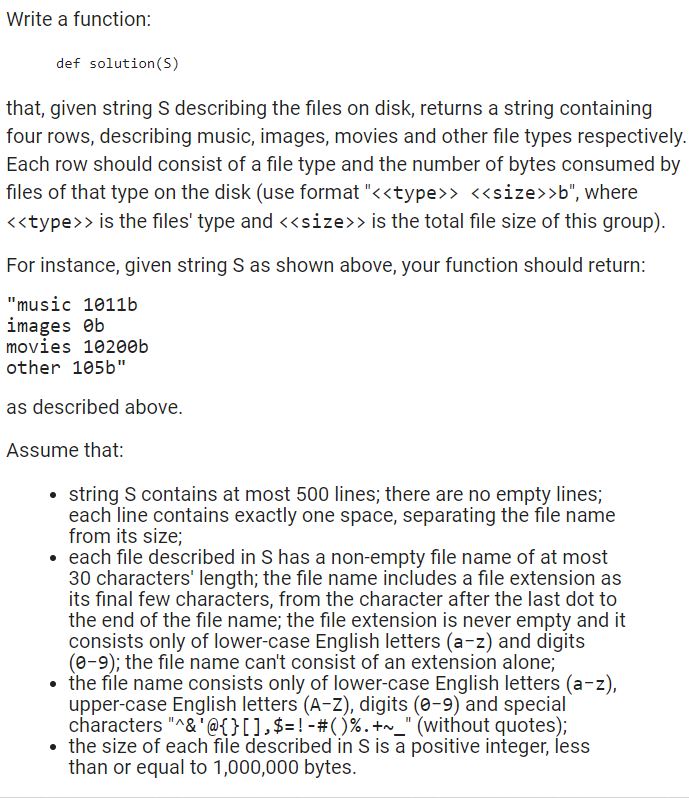 Write a function:
def solution(S)
that, given string S describing the files on disk, returns a string containing
four rows, describing music, images, movies and other file types respectively.
Each row should consist of a file type and the number of bytes consumed by
files of that type on the disk (use format "<<type>> <<size>>b", where
<<type>> is the files' type and <<size>> is the total file size of this group).
For instance, given string S as shown above, your function should return:
"music 1011b
images 0b
movies 10200b
other 105b"
as described above.
Assume that:
• string S contains at most 500 lines; there are no empty lines;
each line contains exactly one space, separating the file name
from its size;
• each file described in S has a non-empty file name of at most
30 characters' length; the file name includes a file extension as
its final few characters, from the character after the last dot to
the end of the file name; the file extension is never empty and it
consists only of lower-case English letters (a-z) and digits
(0-9); the file name can't consist of an extension alone;
• the file name consists only of lower-case English letters (a-z),
upper-case English letters (A-Z), digits (0-9) and special
characters "^&'@{}[],$=!-#()%.+~_" (without quotes);
• the size of each file described in S is a positive integer, less
than or equal to 1,000,000 bytes.